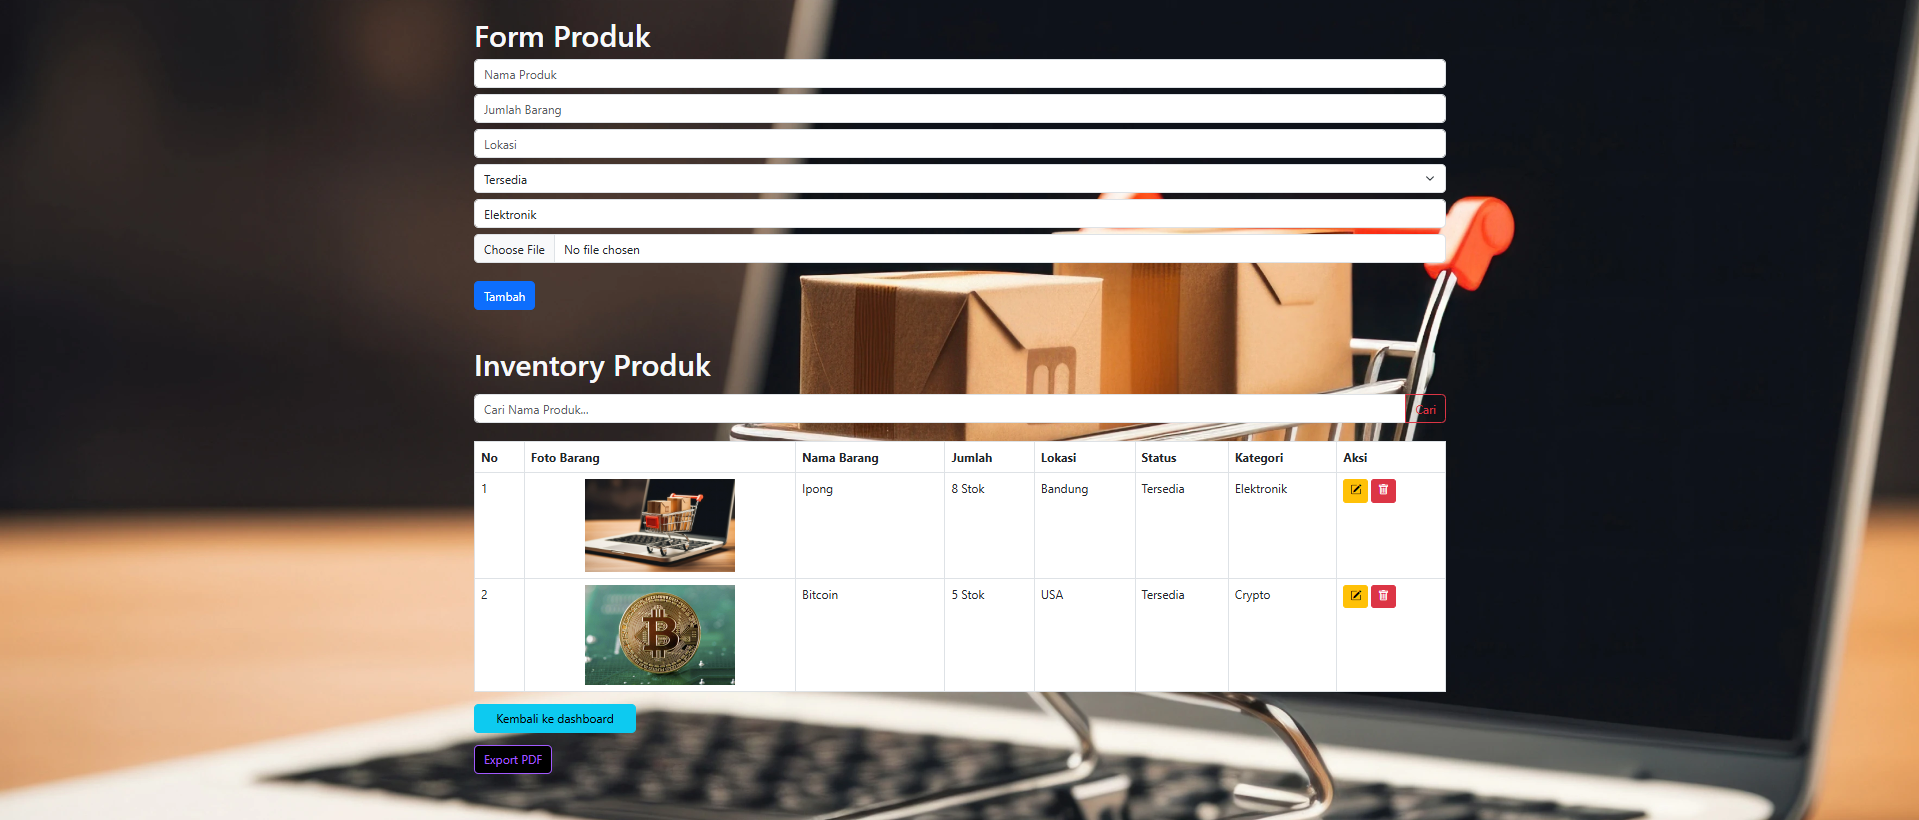 Form Produk
Nama Produk
Jumlah Barang
Lokasi
Tersedia
Elektronik
Choose File No file chosen
Tambah
Inventory Produk
Cari Nama Produk... Cari
No Foto Barang Nama Barang Jumlah Lokasi Status Kategori Aksi
1 Ipong 8 Stok Bandung Tersedia Elektronik
2 Bitcoin 5 Stok USA Tersedia Crypto
Kembali ke dashboard
Export PDF